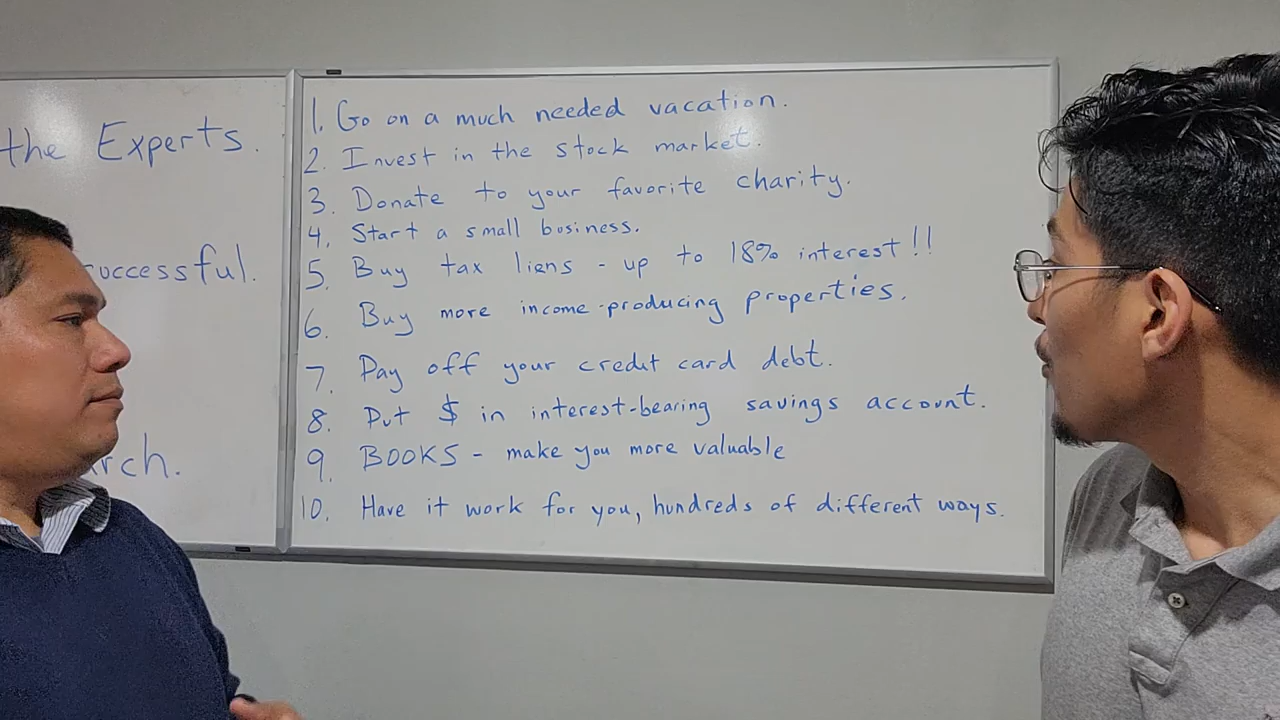 the Experts.
uccessful.
rch.
1. Go on a much needed vacation.
2. Invest in the stock market.
3. Donate to your favorite charity.
4. Start a small business.
5. Buy tax liens - up to 18% interest!!
6. Buy more income-producing properties.
7. Pay off your credit card debt.
8. Put $ in interest-bearing savings account.
9. BOOKS - make you more valuable
10. Have it work for you, hundreds of different ways.